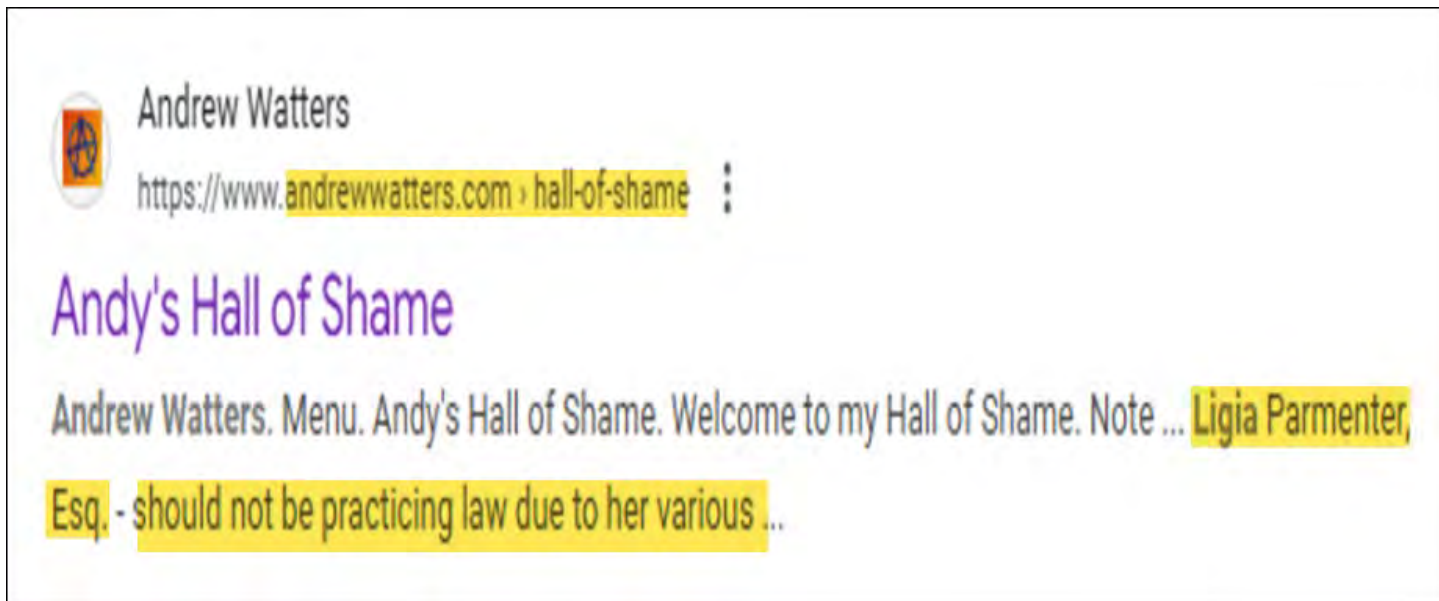 Andrew Watters
https://www.andrewwatters.com › hall-of-shame
Andy's Hall of Shame
Andrew Watters. Menu. Andy's Hall of Shame. Welcome to my Hall of Shame. Note ... Ligia Parmenter,
Esq. - should not be practicing law due to her various ...